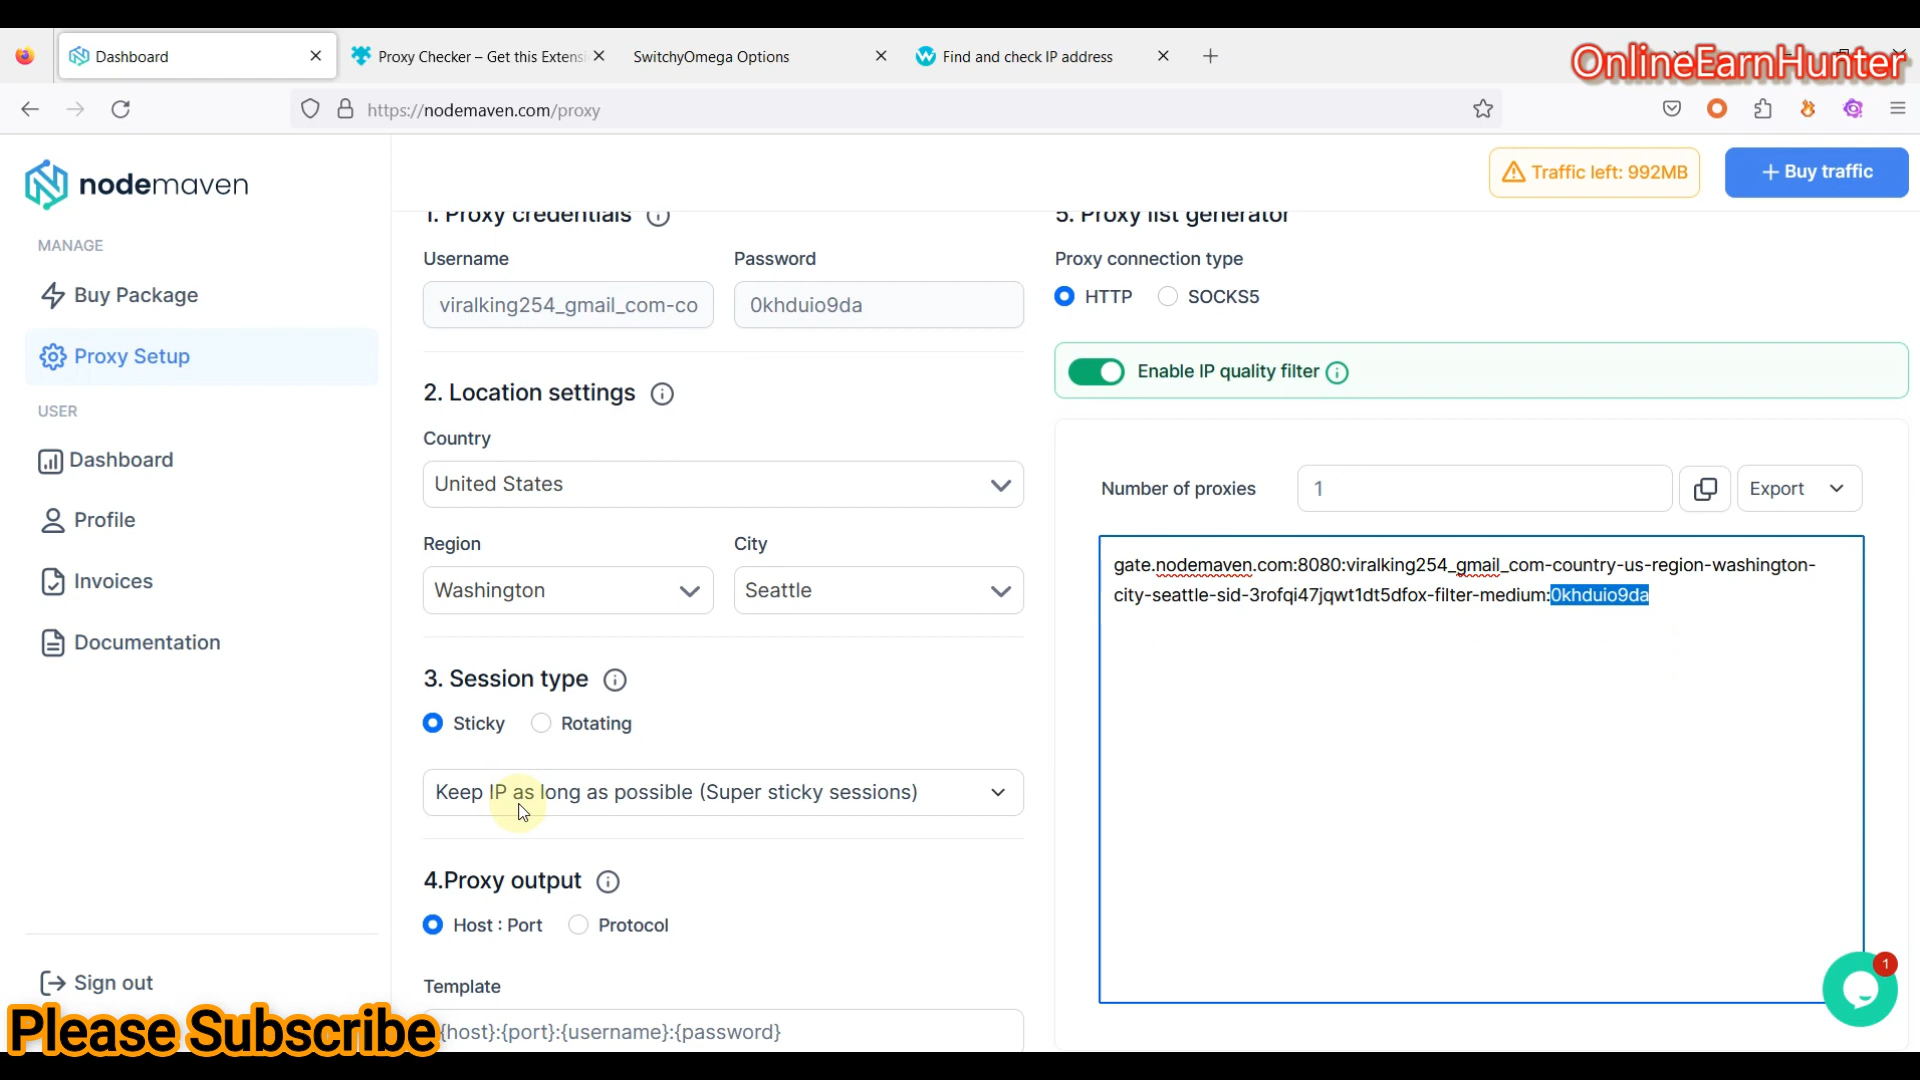 Dashboard
Proxy Checker – Get this Extensi
SwitchyOmega Options
Find and check IP address
OnlineEarnHunter
https://nodemaven.com/proxy
nodemaven
Traffic left: 992MB
Buy traffic
MANAGE
Buy Package
Proxy Setup
USER
Dashboard
Profile
Invoices
Documentation
Sign out
1. Proxy credentials
Username
Password
viralking254_gmail_com-co
0khduio9da
2. Location settings
Country
United States
Region
City
Washington
Seattle
3. Session type
Sticky
Rotating
Keep IP as long as possible (Super sticky sessions)
4.Proxy output
Host : Port
Protocol
Template
{host}:{port}:{username}:{password}
5. Proxy list generator
Proxy connection type
HTTP
SOCKS5
Enable IP quality filter
Number of proxies
1
Export
gate.nodemaven.com:8080:viralking254_gmail_com-country-us-region-washington-
city-seattle-sid-3rofqi47jqwt1dt5dfox-filter-medium:0khduio9da
1
Please Subscribe